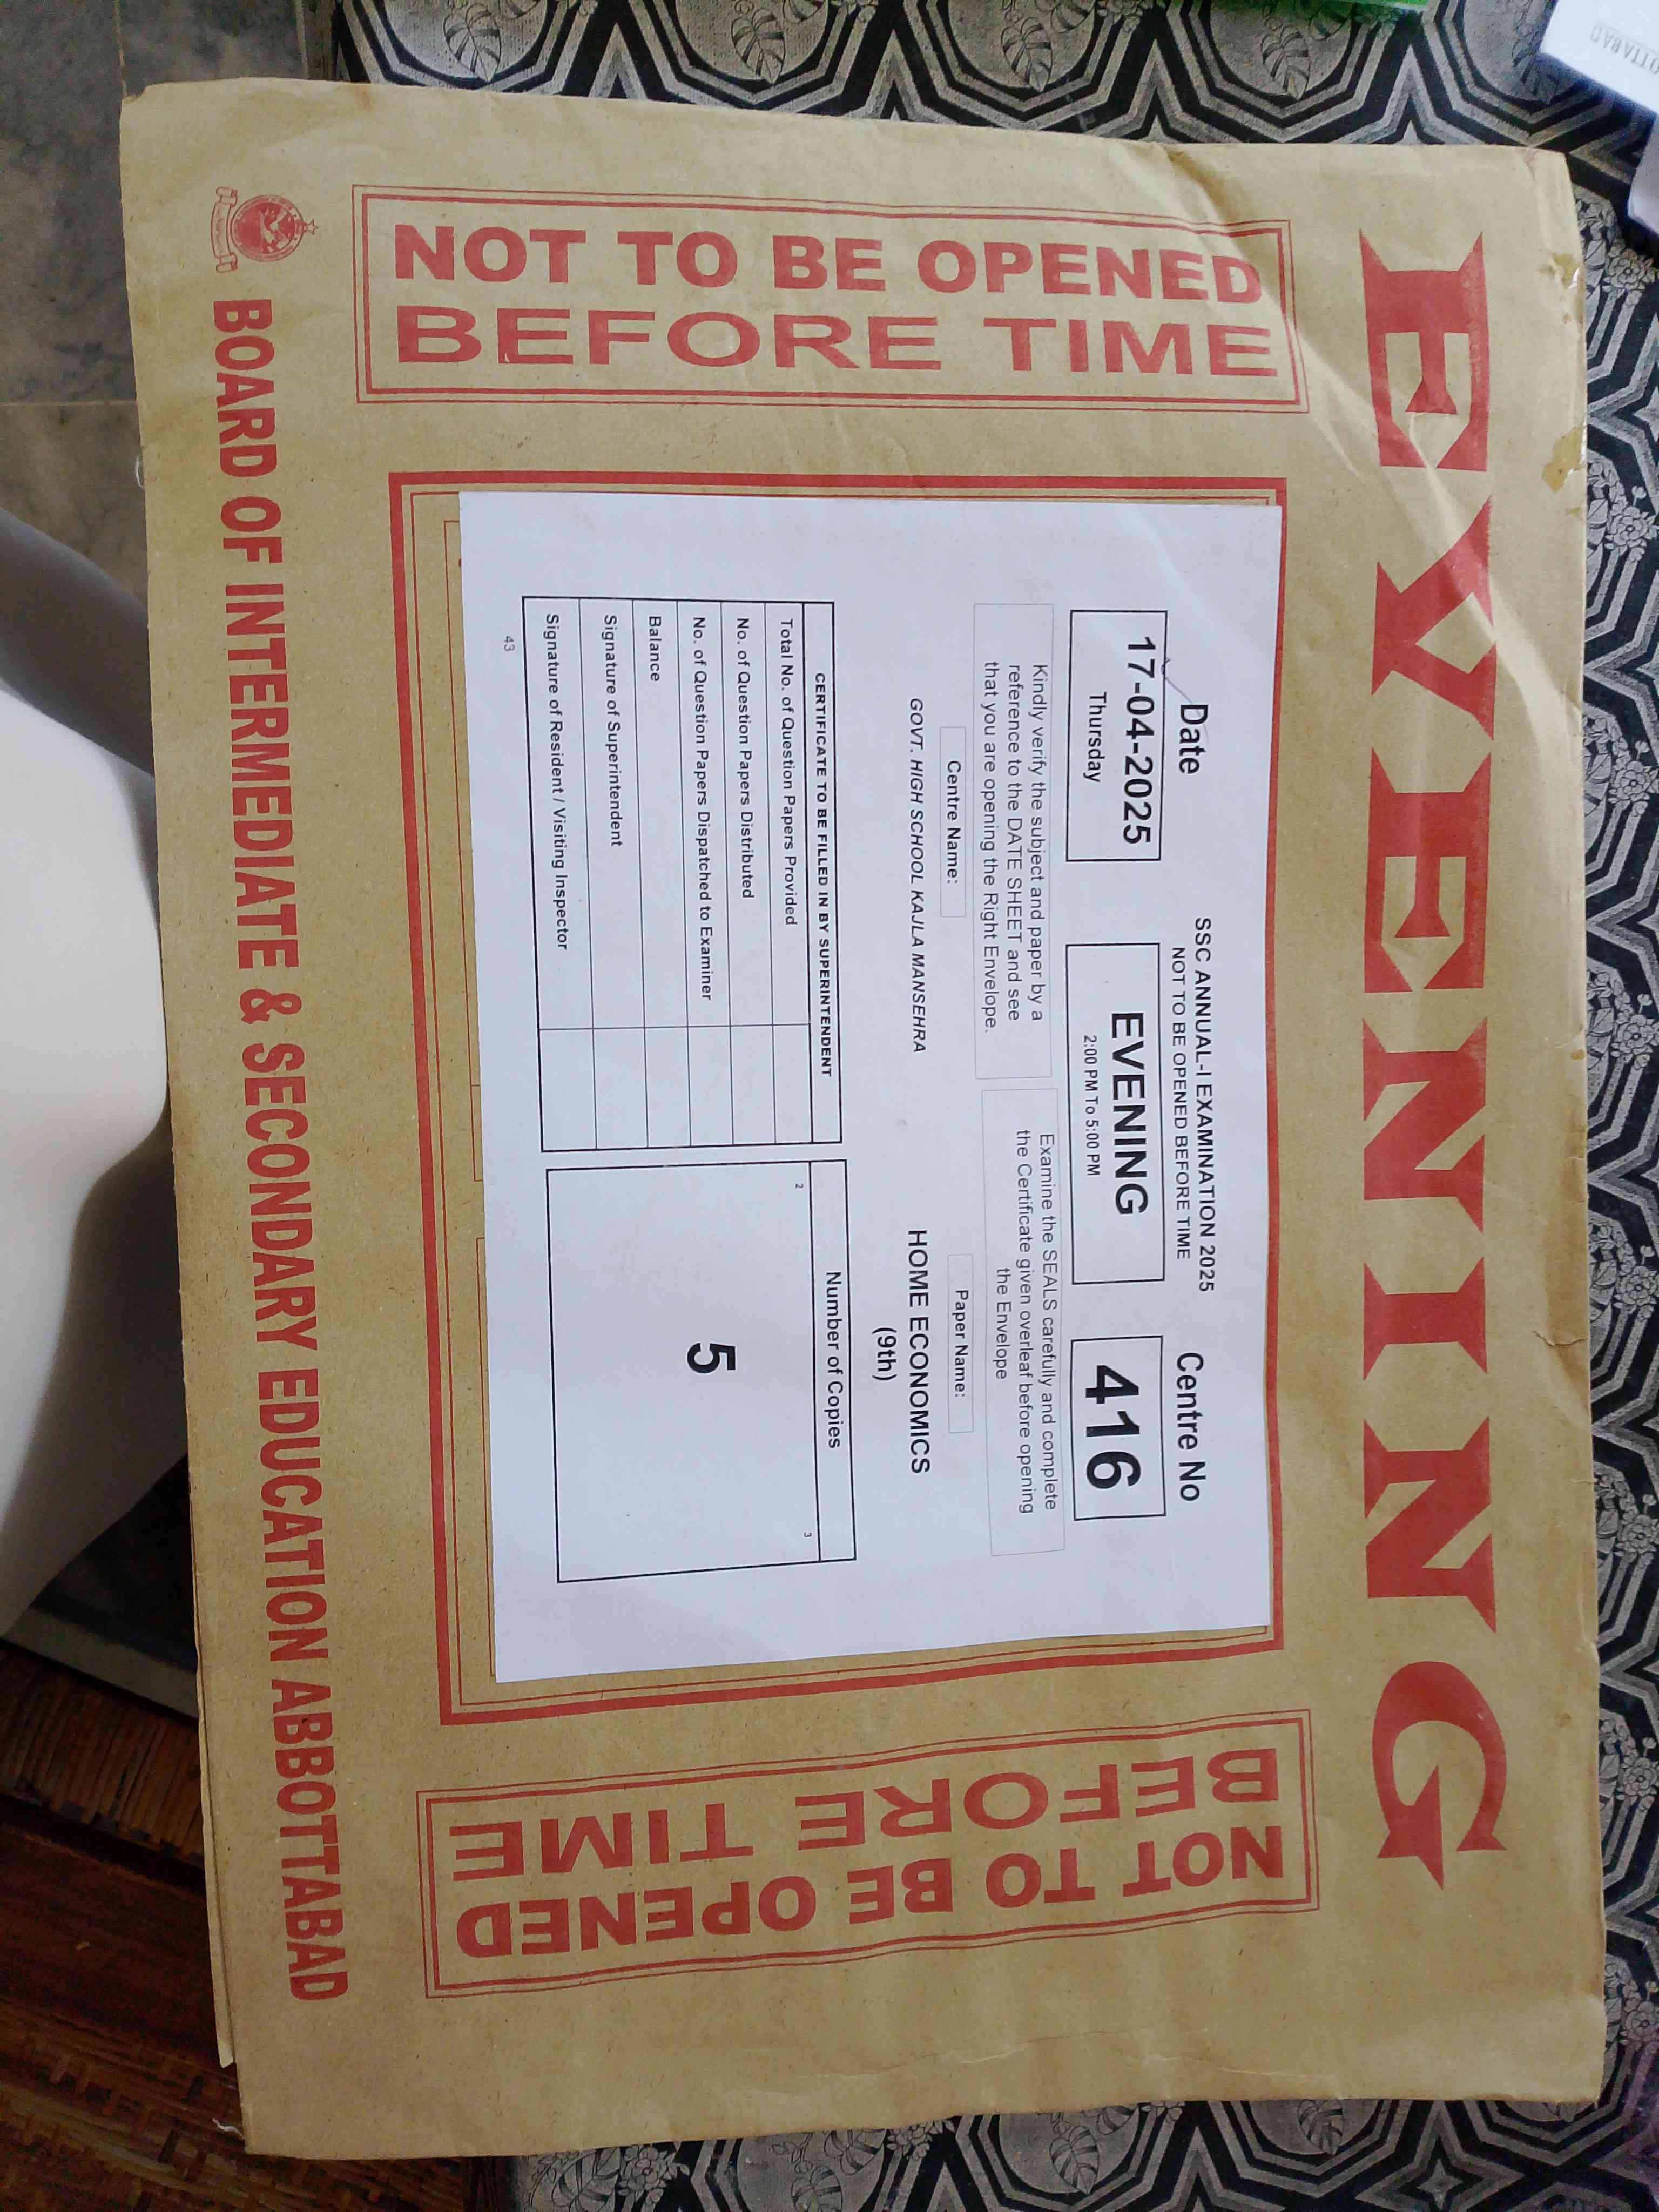 EVENING
NOT TO BE OPENED
BEFORE TIME
Date
17-04-2025
Thursday
SSC ANNUAL-I EXAMINATION 2025
NOT TO BE OPENED BEFORE TIME
EVENING
2:00 PM To 5:00 PM
Centre No
416
Kindly verify the subject and paper by a
reference to the DATE SHEET and see
that you are opening the Right Envelope.
Examine the SEALS carefully and complete
the Certificate given overleaf before opening
the Envelope
Centre Name:
GOVT. HIGH SCHOOL KAJLA MANSEHRA
Paper Name:
HOME ECONOMICS
(9th)
CERTIFICATE TO BE FILLED IN BY SUPERINTENDENT
Total No. of Question Papers Provided
No. of Question Papers Distributed
No. of Question Papers Dispatched to Examiner
Balance
Signature of Superintendent
Signature of Resident / Visiting Inspector
43
Number of Copies
2
3
5
NOT TO BE OPENED
BEFORE TIME
BOARD OF INTERMEDIATE & SECONDARY EDUCATION ABBOTTABAD